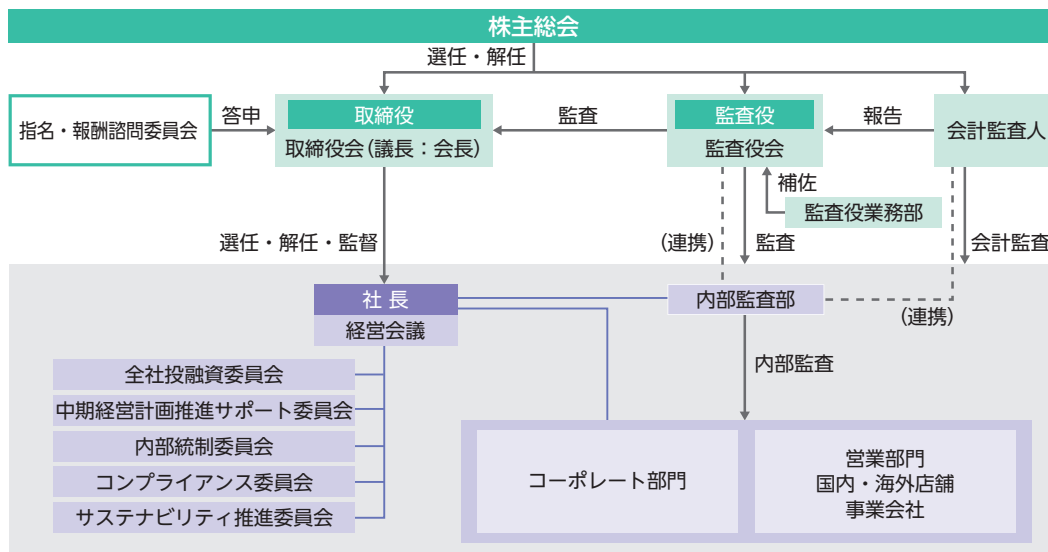 株主総会
選任・解任
指名・報酬諮問委員会
答申
取締役
取締役会(議長：会長)
監査
監査役
監査役会
報告
会計監査人
補佐
監査役業務部
選任・解任・監督
(連携)
監査
会計監査
社長
経営会議
内部監査部
(連携)
内部監査
全社投融資委員会
中期経営計画推進サポート委員会
内部統制委員会
コンプライアンス委員会
サステナビリティ推進委員会
コーポレート部門
営業部門
国内・海外店舗
事業会社